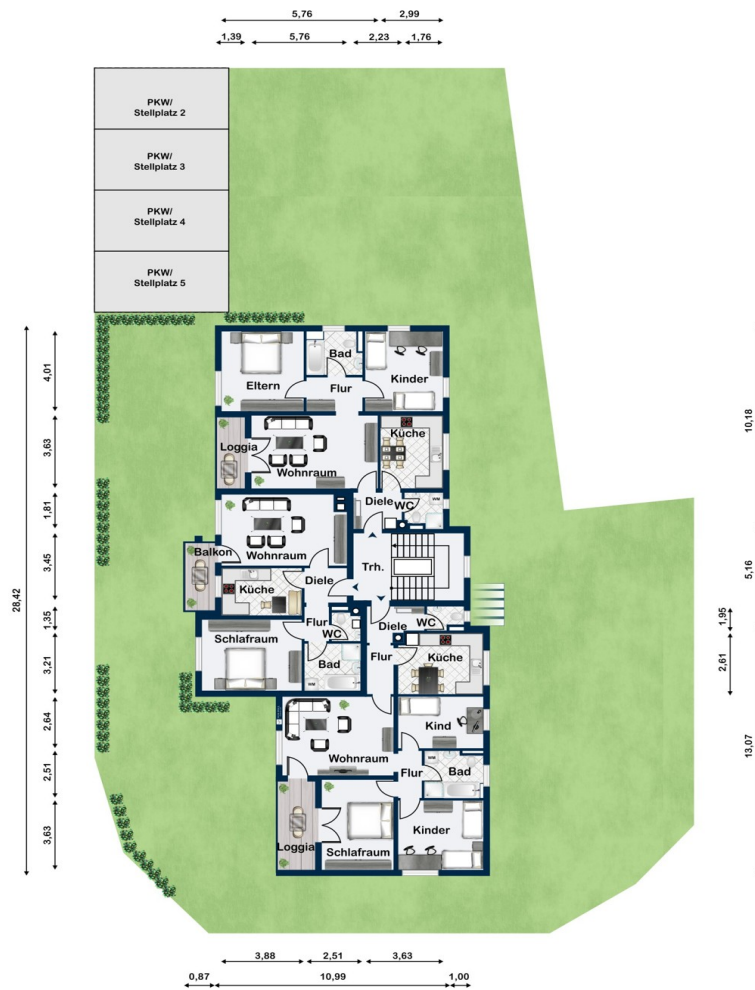 5,76 2,99
1,39 5,76 2,23 1,76
PKW/
Stellplatz 2
PKW/
Stellplatz 3
PKW/
Stellplatz 4
PKW/
Stellplatz 5
28,42
4,01
3,63
1,81
3,45
1,35
3,21
2,64
2,51
3,63
10,18
5,16
1,95
2,61
13,07
Bad
Eltern
Flur
Kinder
Loggia
Wohnraum
Küche
Diele
WC
WM
Wohnraum
Balkon
Trh.
Küche
Diele
Flur
WC
Schlafraum
Bad
WM
Diele
WC
Flur
Küche
Kind
Wohnraum
Flur
WM
Bad
Loggia
Schlafraum
Kinder
3,88 2,51 3,63
0,87 10,99 1,00